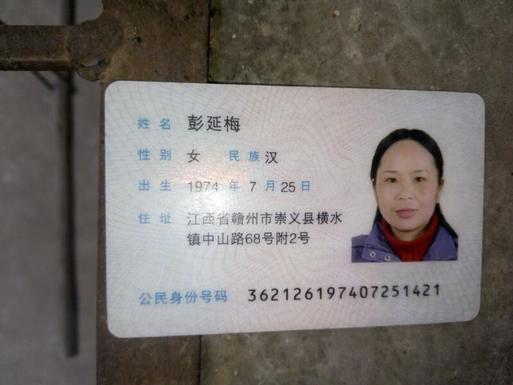 姓名 彭延梅
性别 女 民族 汉
出生 1974 年 7 月 25 日
住址 江西省赣州市崇义县横水
镇中山路68号附2号
公民身份号码 362126197407251421